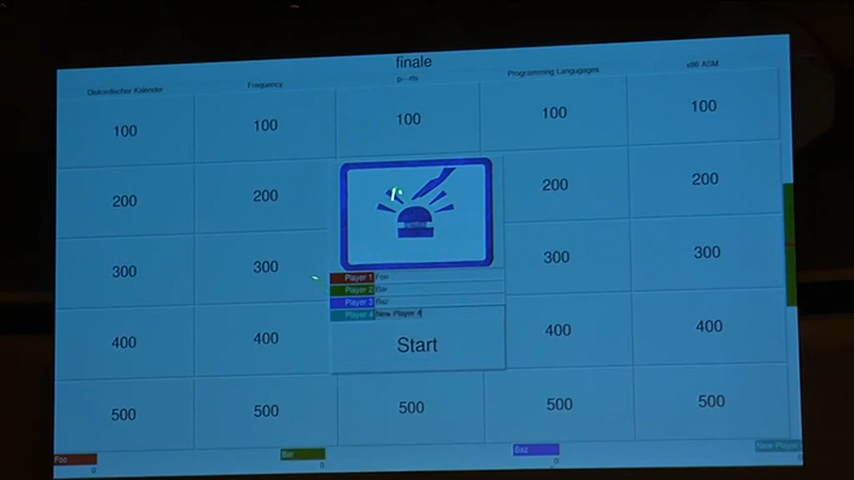 finale
Diskordischer Kalender Frequency p---rts Programming Langugages x86 ASM
100 100 100 100 100
200 200 200 200
300 300 300 300
Player 1 Foo
Player 2 Bar
Player 3 Baz
Player 4 New Player 4
400 400 Start 400 400
500 500 500 500 500
Foo Bar Baz New Player
0 0 0 0